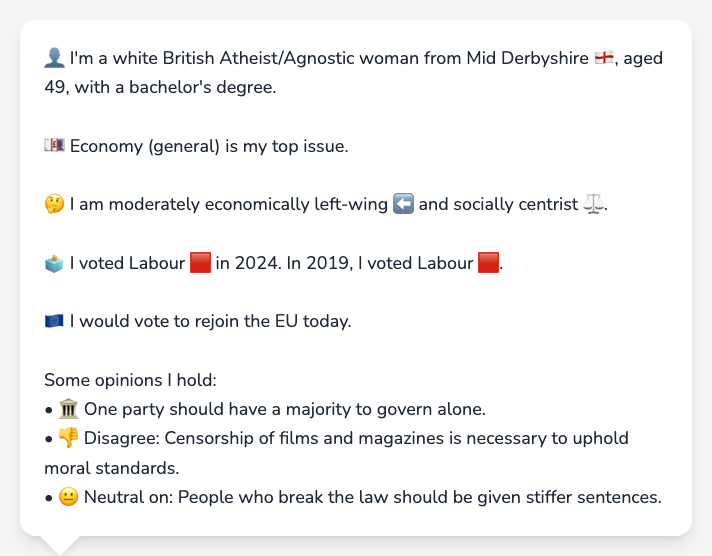 👤 I'm a white British Atheist/Agnostic woman from Mid Derbyshire 🏴󠁧󠁢󠁥󠁮󠁧󠁿, aged
49, with a bachelor's degree.
💷 Economy (general) is my top issue.
🤔 I am moderately economically left-wing ⬅️ and socially centrist ⚖️.
🗳️ I voted Labour 🟥 in 2024. In 2019, I voted Labour 🟥.
🇪🇺 I would vote to rejoin the EU today.
Some opinions I hold:
• 🏛️ One party should have a majority to govern alone.
• 👎 Disagree: Censorship of films and magazines is necessary to uphold
moral standards.
• 😐 Neutral on: People who break the law should be given stiffer sentences.